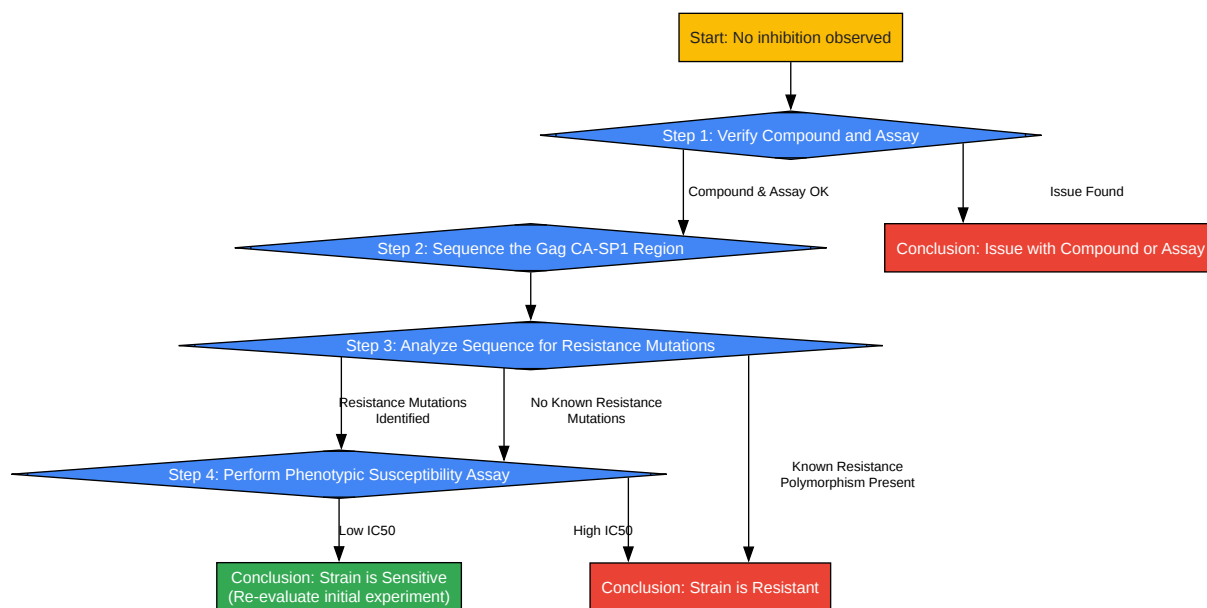 Start: No inhibition observed
Step 1: Verify Compound and Assay
Compound & Assay OK
Issue Found
Step 2: Sequence the Gag CA-SP1 Region
Conclusion: Issue with Compound or Assay
Step 3: Analyze Sequence for Resistance Mutations
Resistance Mutations
Identified
No Known Resistance
Mutations
Known Resistance
Polymorphism Present
Step 4: Perform Phenotypic Susceptibility Assay
Low IC50
High IC50
Conclusion: Strain is Sensitive
(Re-evaluate initial experiment)
Conclusion: Strain is Resistant